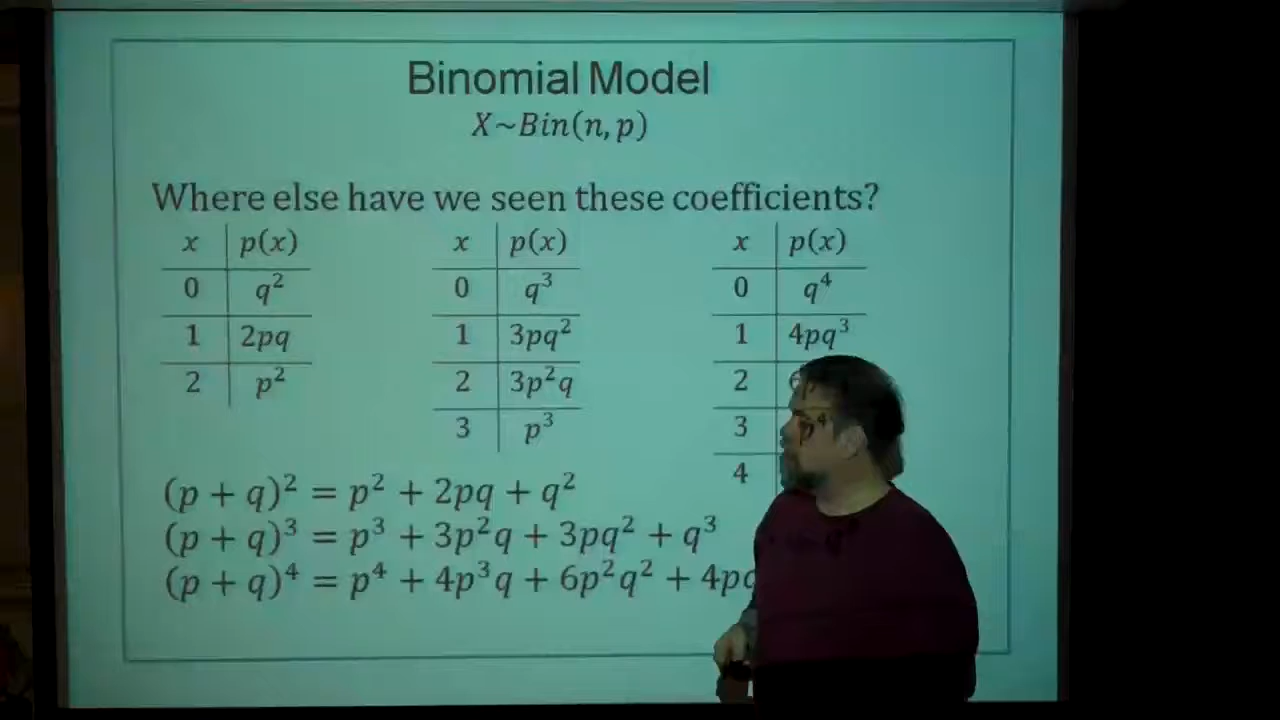 Binomial Model
X~Bin(n, p)
Where else have we seen these coefficients?
x p(x) x p(x) x p(x)
0 q² 0 q³ 0 q⁴
1 2pq 1 3pq² 1 4pq³
2 p² 2 3p²q 2
3 p³ 3
p⁴
4
(p + q)² = p² + 2pq + q²
(p + q)³ = p³ + 3p²q + 3pq² + q³
(p + q)⁴ = p⁴ + 4p³q + 6p²q² + 4pq